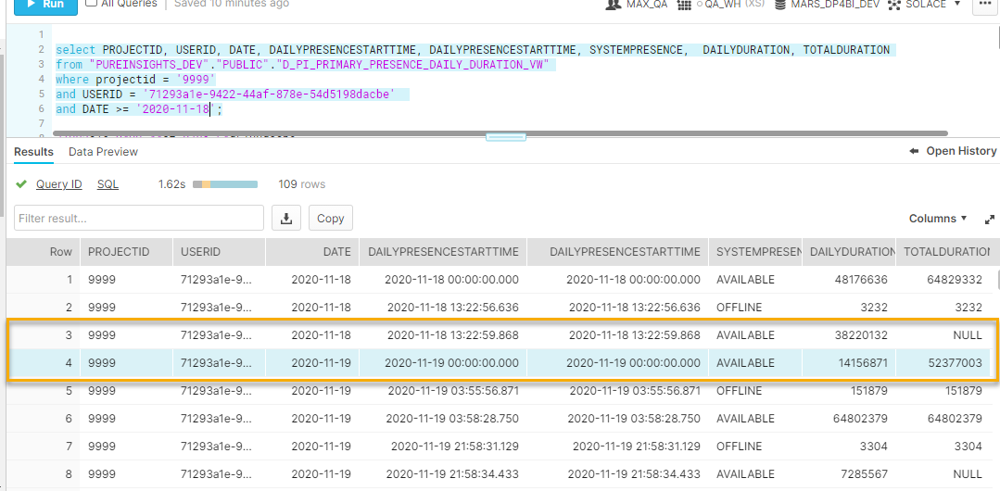 Run All Queries | Saved 10 minutes ago MAX_QA QA_WH (XS) MARS_DP4BI_DEV SOLACE ...
1
2 select PROJECTID, USERID, DATE, DAILYPRESENCESTARTTIME, DAILYPRESENCESTARTTIME, SYSTEMPRESENCE, DAILYDURATION, TOTALDURATION
3 from "PUREINSIGHTS_DEV"."PUBLIC"."D_PI_PRIMARY_PRESENCE_DAILY_DURATION_VW"
4 where projectid = '9999'
5 and USERID = '71293a1e-9422-44af-878e-54d5198dacbe'
6 and DATE >= '2020-11-18';
7
Results Data Preview Open History
Query ID SQL 1.62s 109 rows
Filter result... Copy Columns
Row PROJECTID USERID DATE DAILYPRESENCESTARTTIME DAILYPRESENCESTARTTIME SYSTEMPRESEN DAILYDURATION TOTALDURATION
1 9999 71293a1e-9... 2020-11-18 2020-11-18 00:00:00.000 2020-11-18 00:00:00.000 AVAILABLE 48176636 64829332
2 9999 71293a1e-9... 2020-11-18 2020-11-18 13:22:56.636 2020-11-18 13:22:56.636 OFFLINE 3232 3232
3 9999 71293a1e-9... 2020-11-18 2020-11-18 13:22:59.868 2020-11-18 13:22:59.868 AVAILABLE 38220132 NULL
4 9999 71293a1e-9... 2020-11-19 2020-11-19 00:00:00.000 2020-11-19 00:00:00.000 AVAILABLE 14156871 52377003
5 9999 71293a1e-9... 2020-11-19 2020-11-19 03:55:56.871 2020-11-19 03:55:56.871 OFFLINE 151879 151879
6 9999 71293a1e-9... 2020-11-19 2020-11-19 03:58:28.750 2020-11-19 03:58:28.750 AVAILABLE 64802379 64802379
7 9999 71293a1e-9... 2020-11-19 2020-11-19 21:58:31.129 2020-11-19 21:58:31.129 OFFLINE 3304 3304
8 9999 71293a1e-9... 2020-11-19 2020-11-19 21:58:34.433 2020-11-19 21:58:34.433 AVAILABLE 7285567 NULL